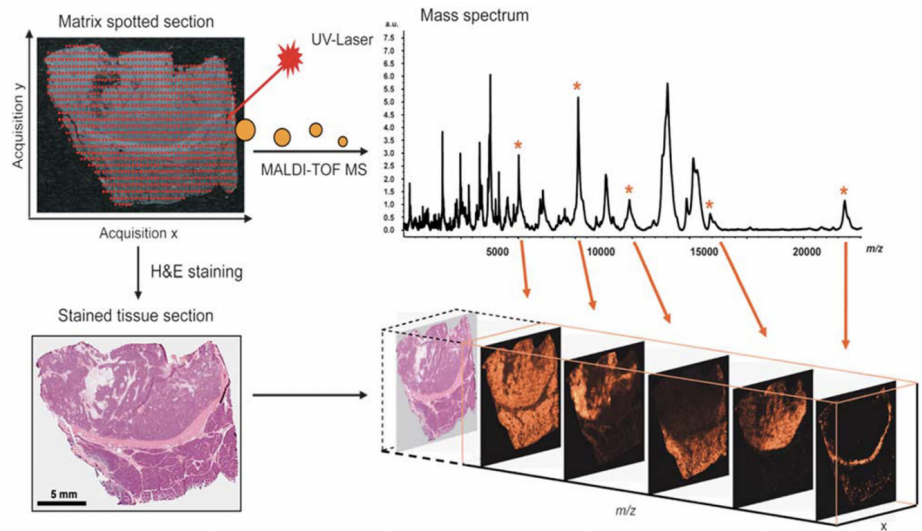 Matrix spotted section
UV-Laser
Acquisition y
MALDI-TOF MS
Acquisition x
H&E staining
Stained tissue section
5 mm
Mass spectrum
a.u.
7.5
7.0
6.5
6.0
5.5
5.0
4.5
4.0
3.5
3.0
2.5
2.0
1.5
1.0
0.5
0.0
*
*
*
*
*
5000
10000
15000
20000
m/z
m/z
x